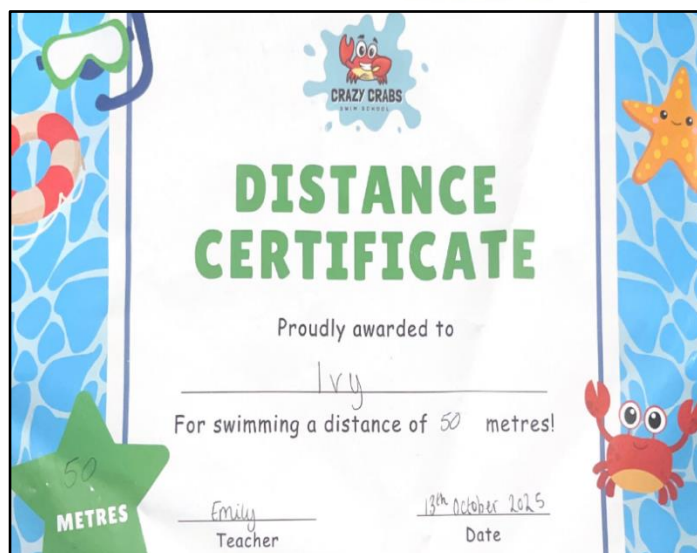 CRAZY CRABS
SWIM SCHOOL
DISTANCE
CERTIFICATE
Proudly awarded to
Ivy
For swimming a distance of 50 metres!
50
METRES
Emily
Teacher
13th October 2025
Date